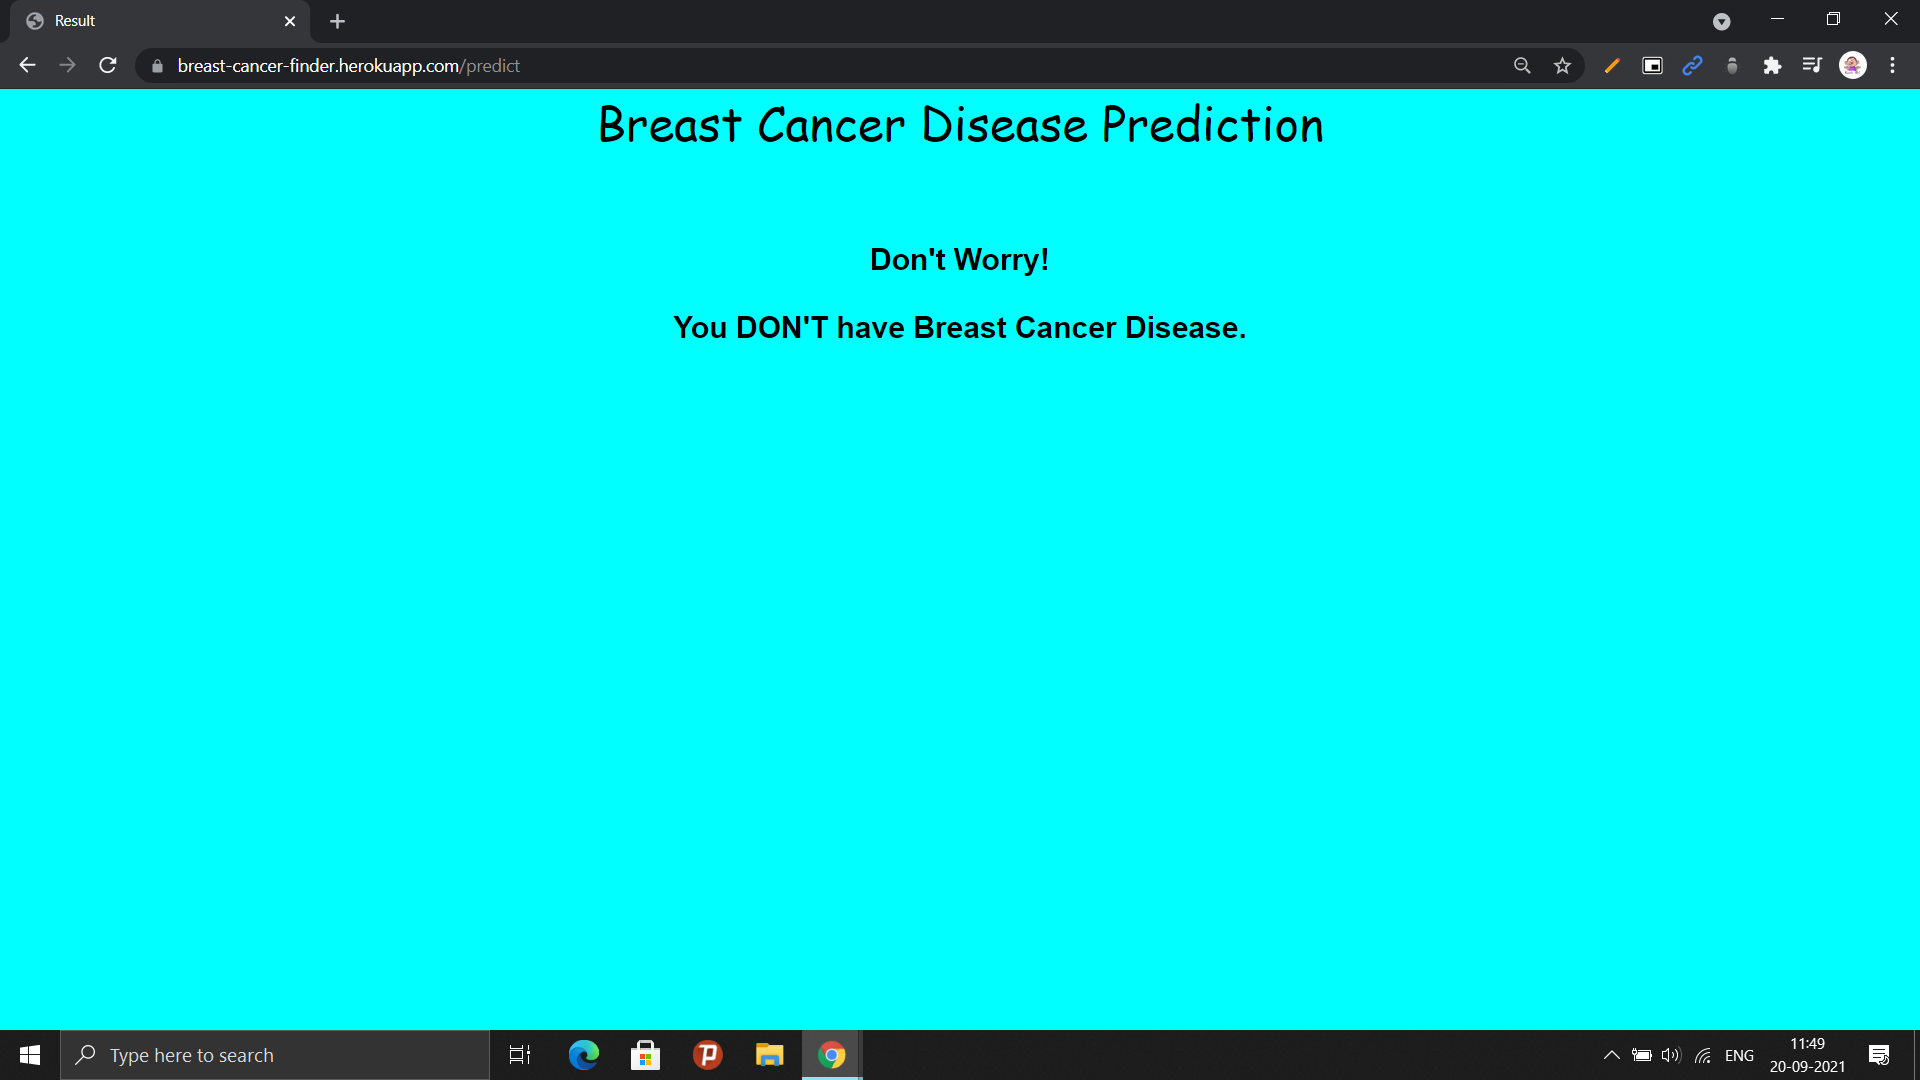 Result
breast-cancer-finder.herokuapp.com/predict
Breast Cancer Disease Prediction
Don't Worry!
You DON'T have Breast Cancer Disease.
Type here to search
ENG
11:49
20-09-2021